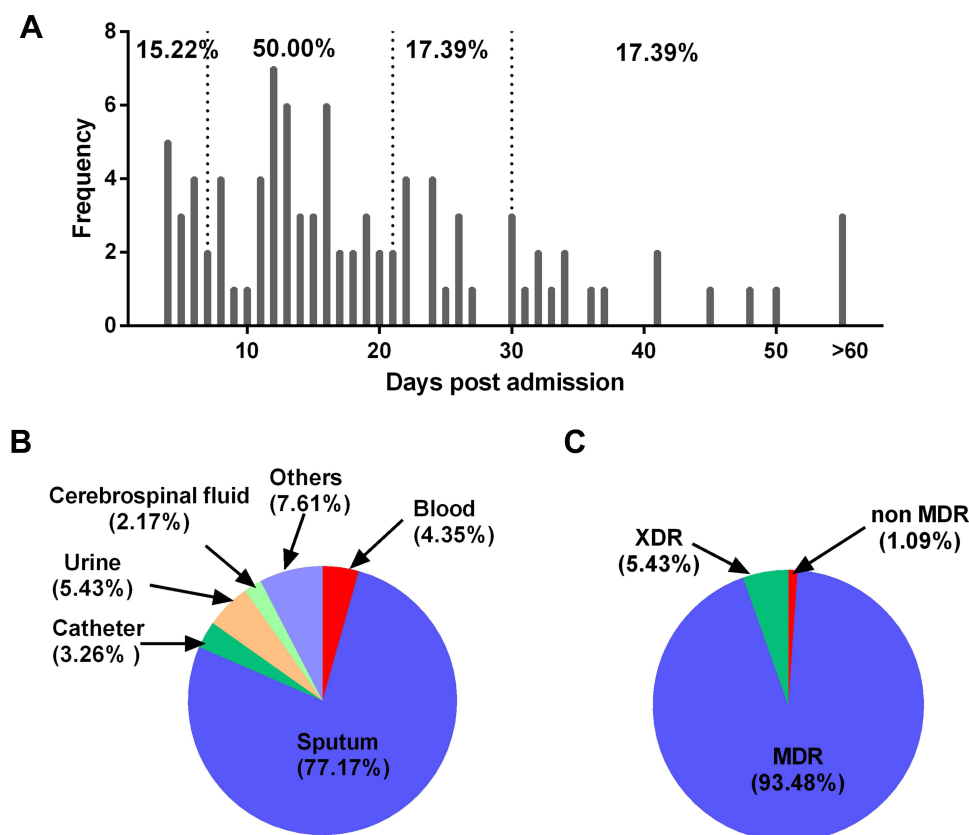 A
15.22% 50.00% 17.39% 17.39%
8
6
4
2
0
Frequency
10 20 30 40 50 >60
Days post admission
B
Others
(7.61%)
Cerebrospinal fluid
(2.17%)
Blood
(4.35%)
Urine
(5.43%)
Catheter
(3.26% )
Sputum
(77.17%)
C
non MDR
(1.09%)
XDR
(5.43%)
MDR
(93.48%)